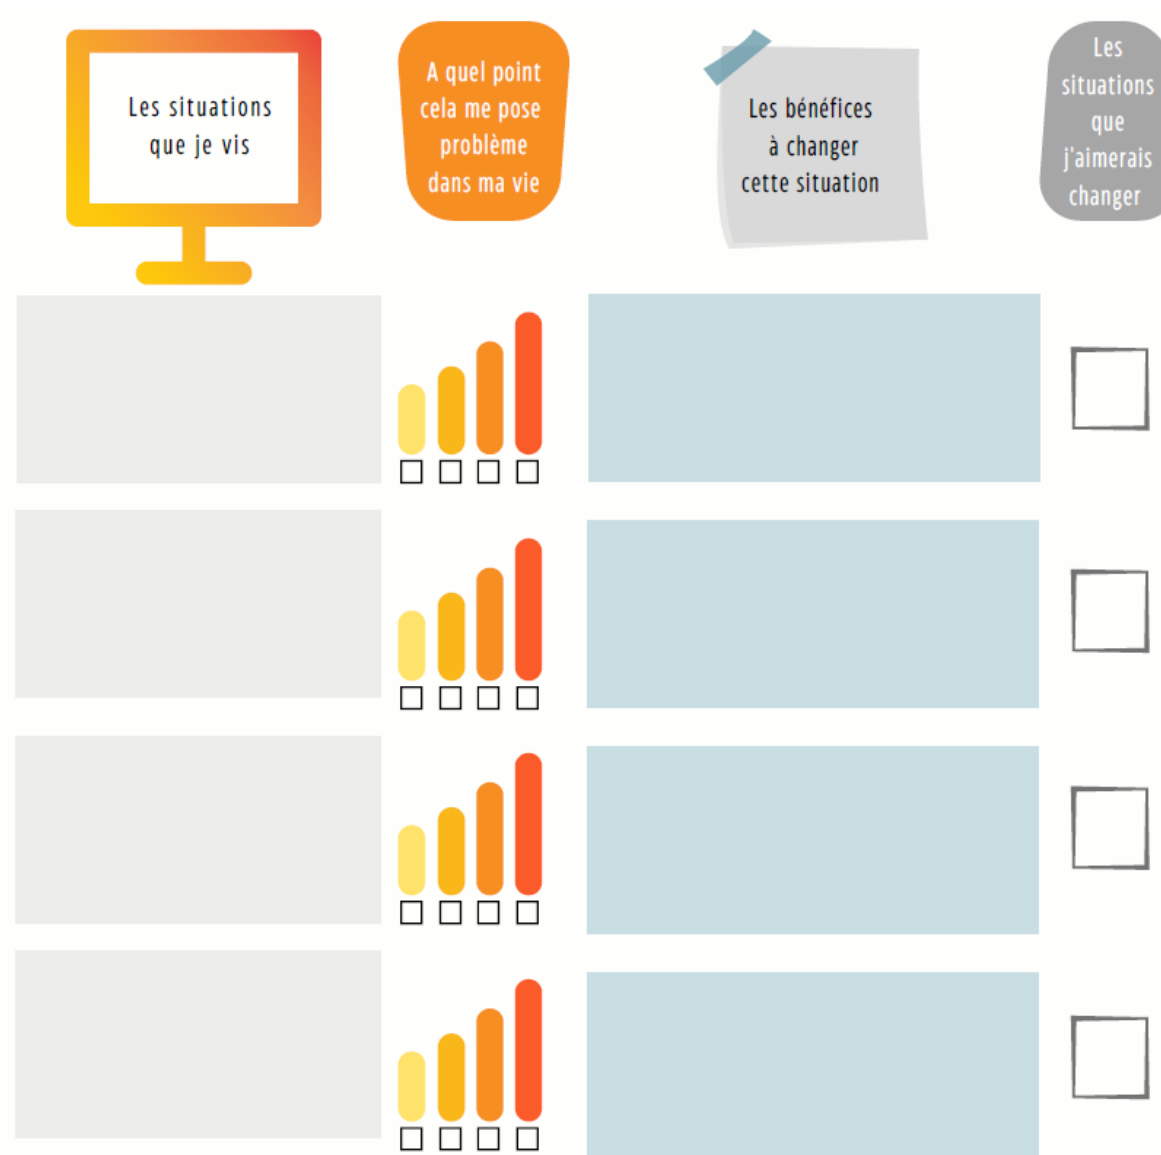 Les situations
que je vis
A quel point
cela me pose
problème
dans ma vie
Les bénéfices
à changer
cette situation
Les
situations
que
j'aimerais
changer